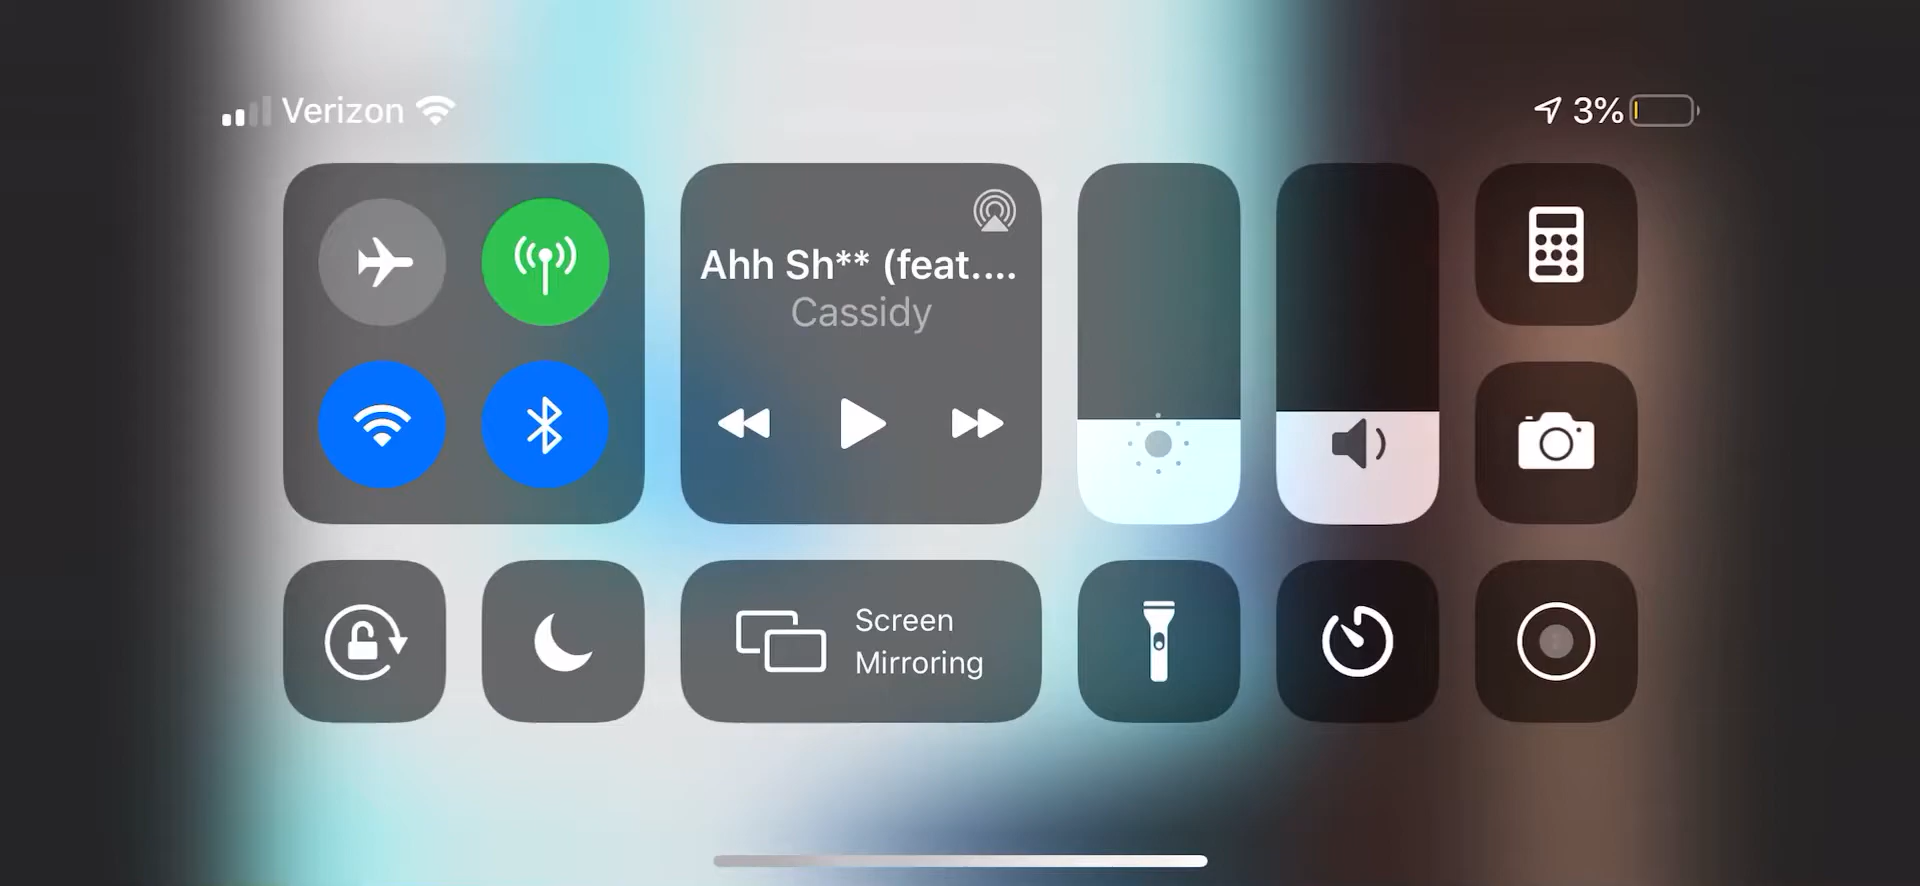 Verizon
3%
Ahh Sh** (feat....
Cassidy
Screen
Mirroring